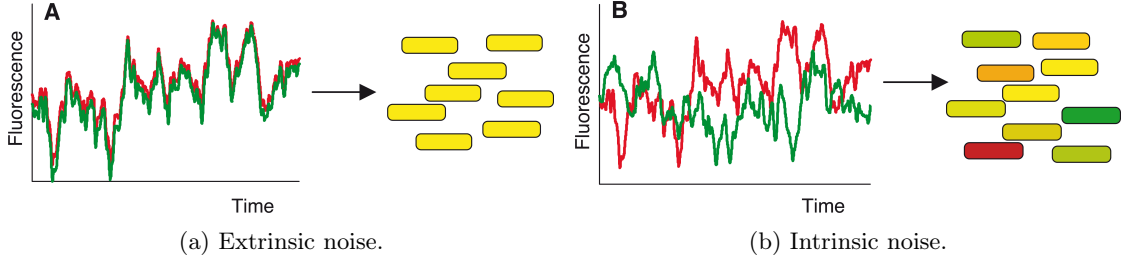 A
Fluorescence
Time
(a) Extrinsic noise.
B
Fluorescence
Time
(b) Intrinsic noise.